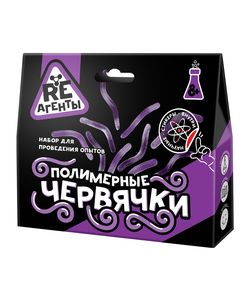 RE
АГЕНТЫ
НАБОР ДЛЯ
ПРОВЕДЕНИЯ ОПЫТОВ
8+
ПОЛИМЕРНЫЕ
ЧЕРВЯЧКИ